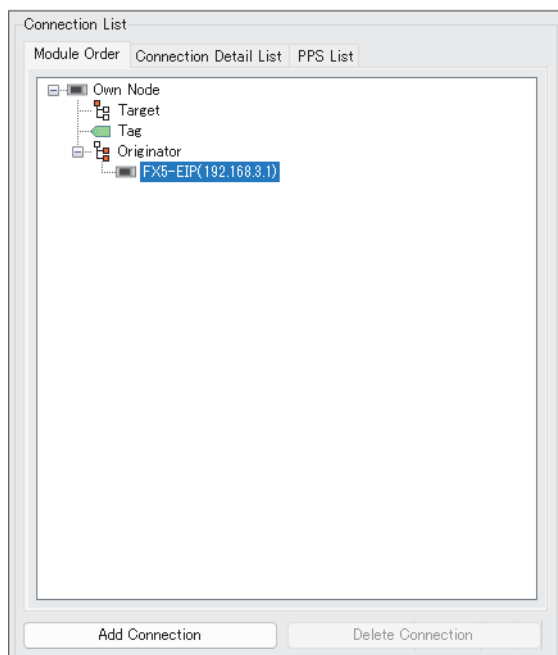 Connection List
Module Order Connection Detail List PPS List
Own Node
Target
Tag
Originator
FX5-EIP(192.168.3.1)
Add Connection Delete Connection